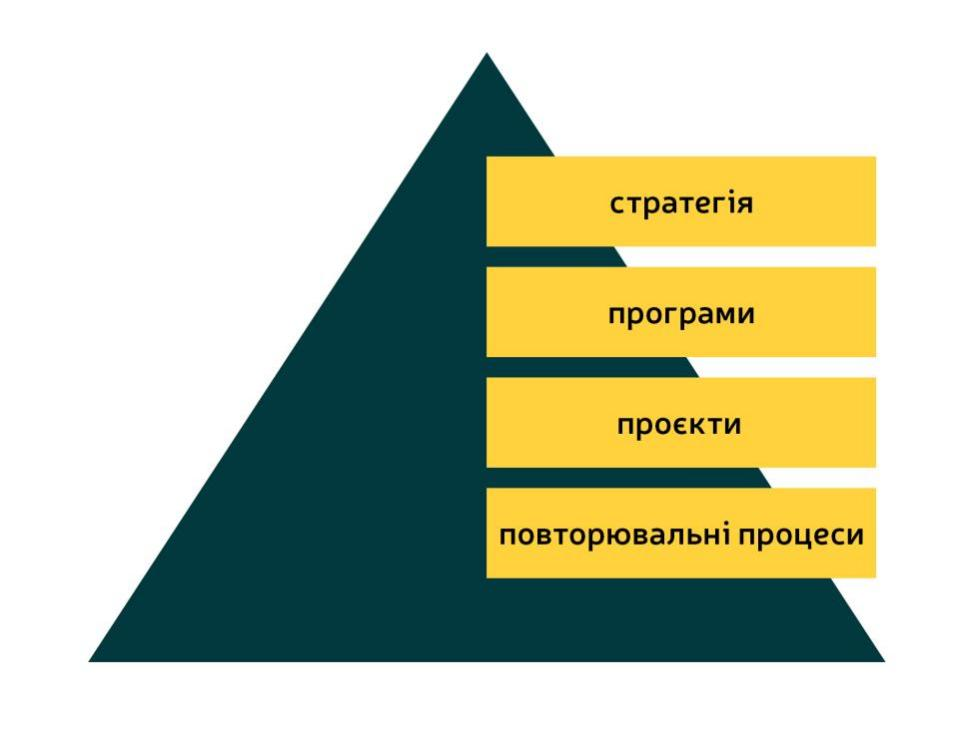 стратегія
програми
проєкти
повторювальні процеси